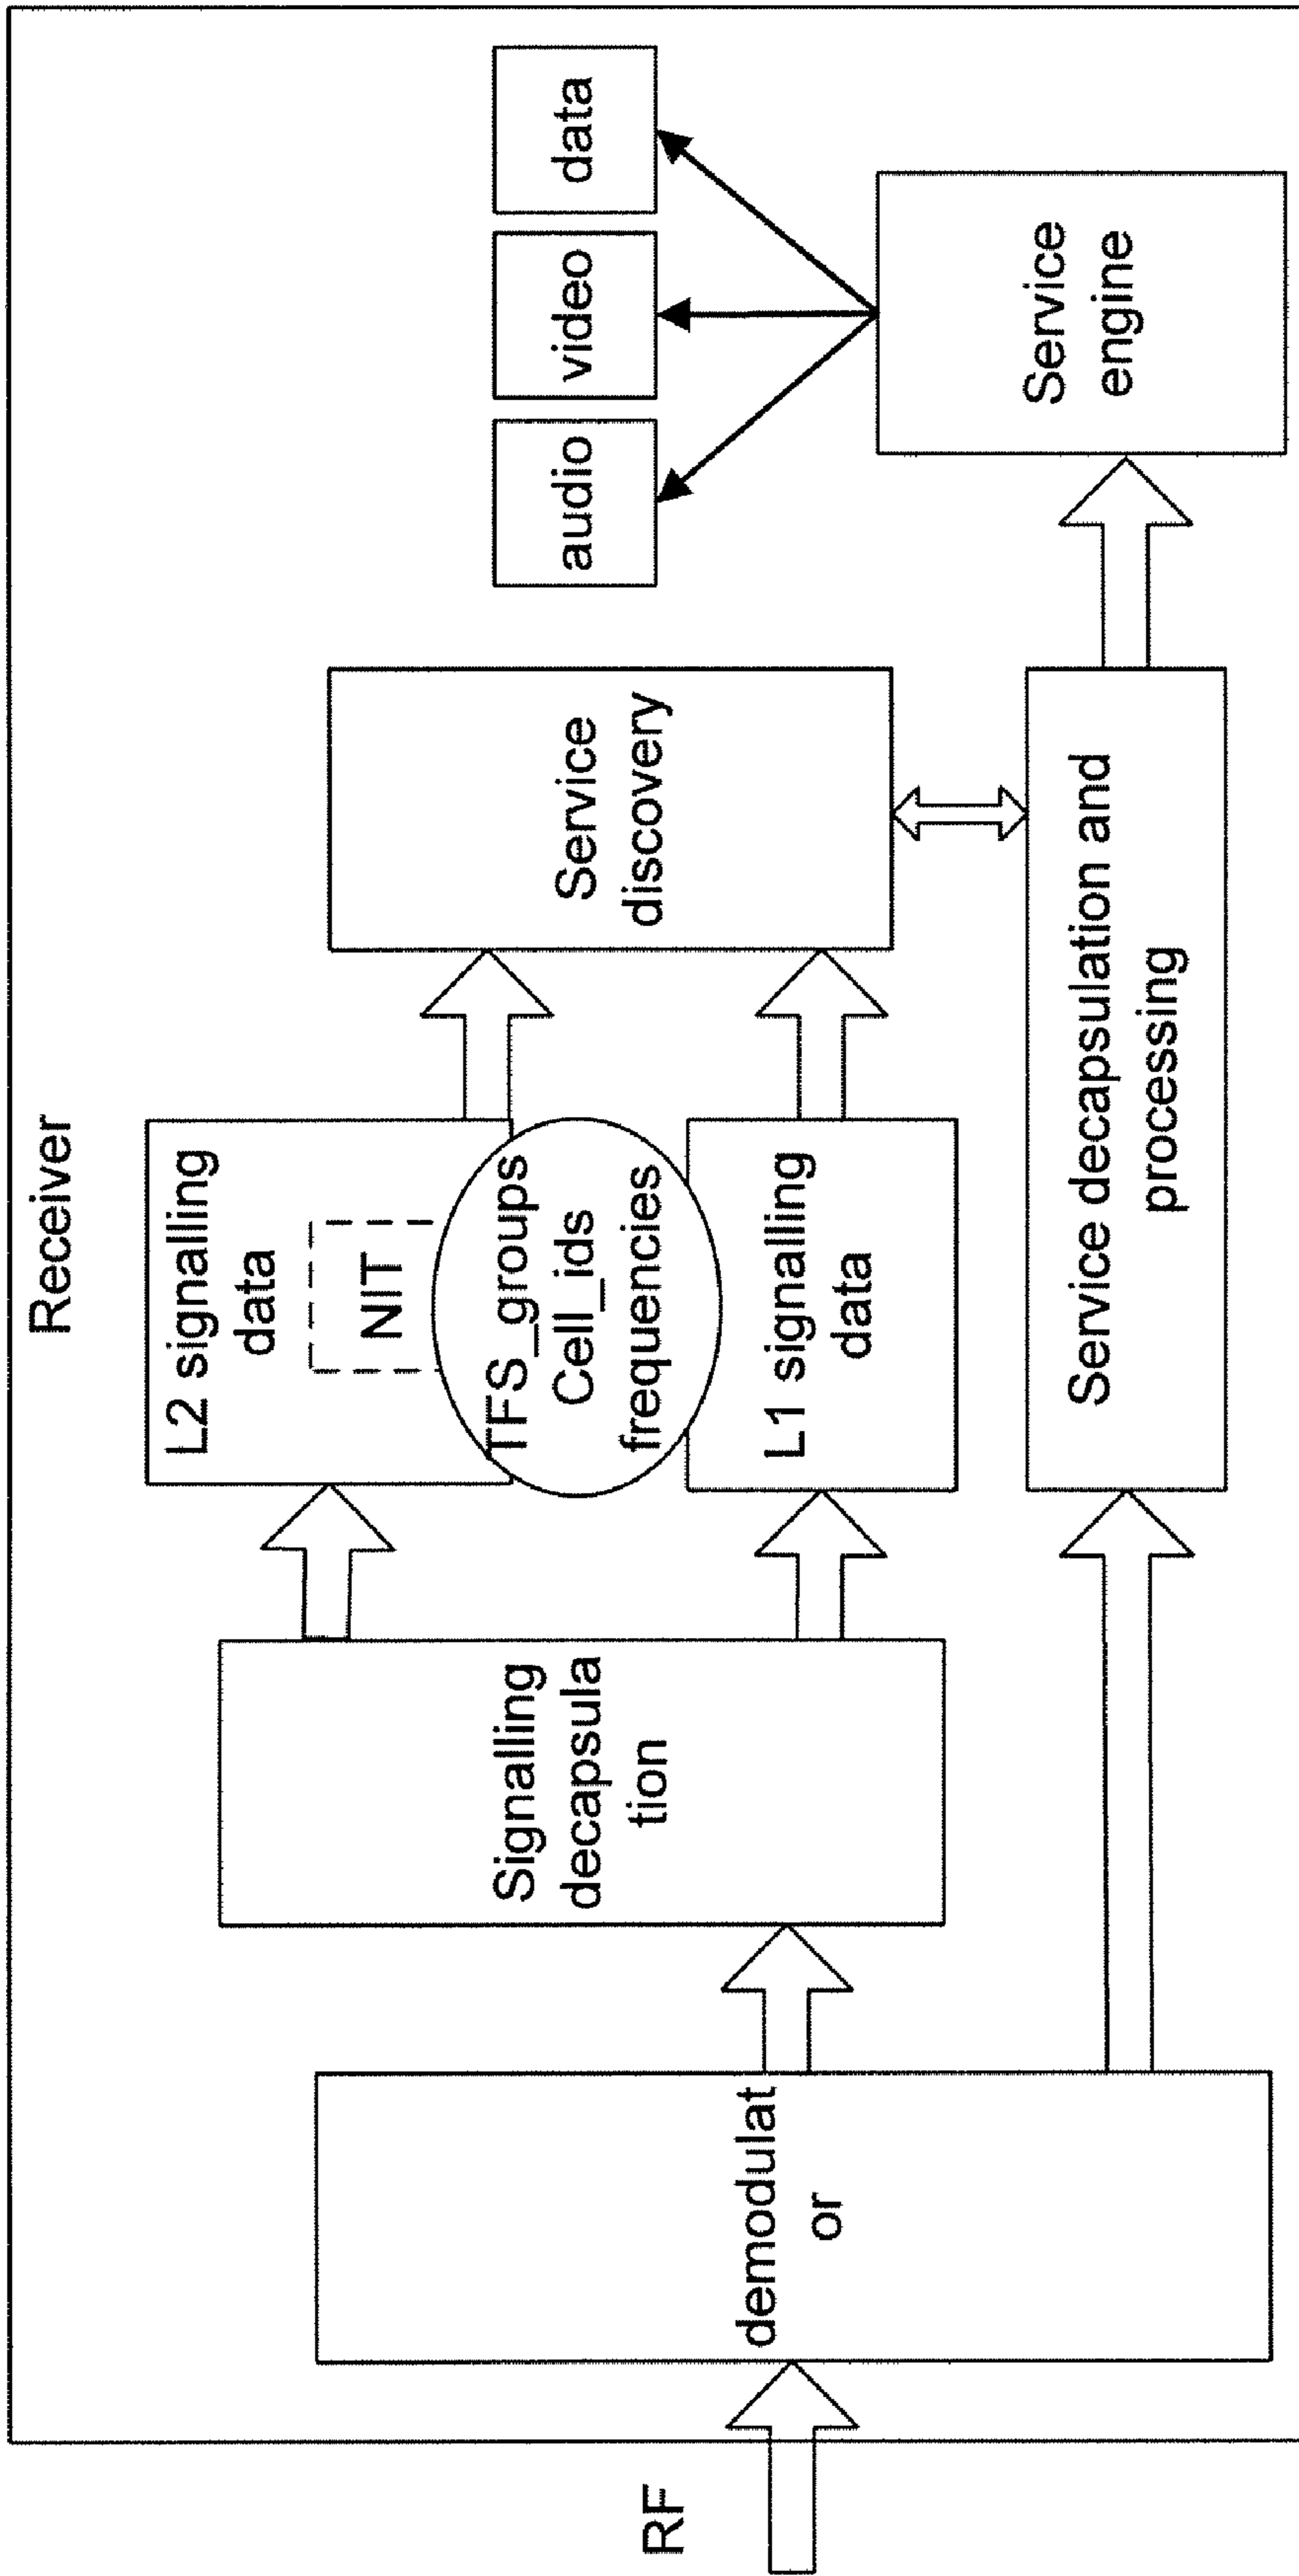 Receiver
RF
demodulat
or
Signalling
decapsula
tion
L2 signalling
data
NIT
TFS_groups
Cell_ids
frequencies
L1 signalling
data
Service
discovery
Service decapsulation and
processing
audio
video
data
Service
engine